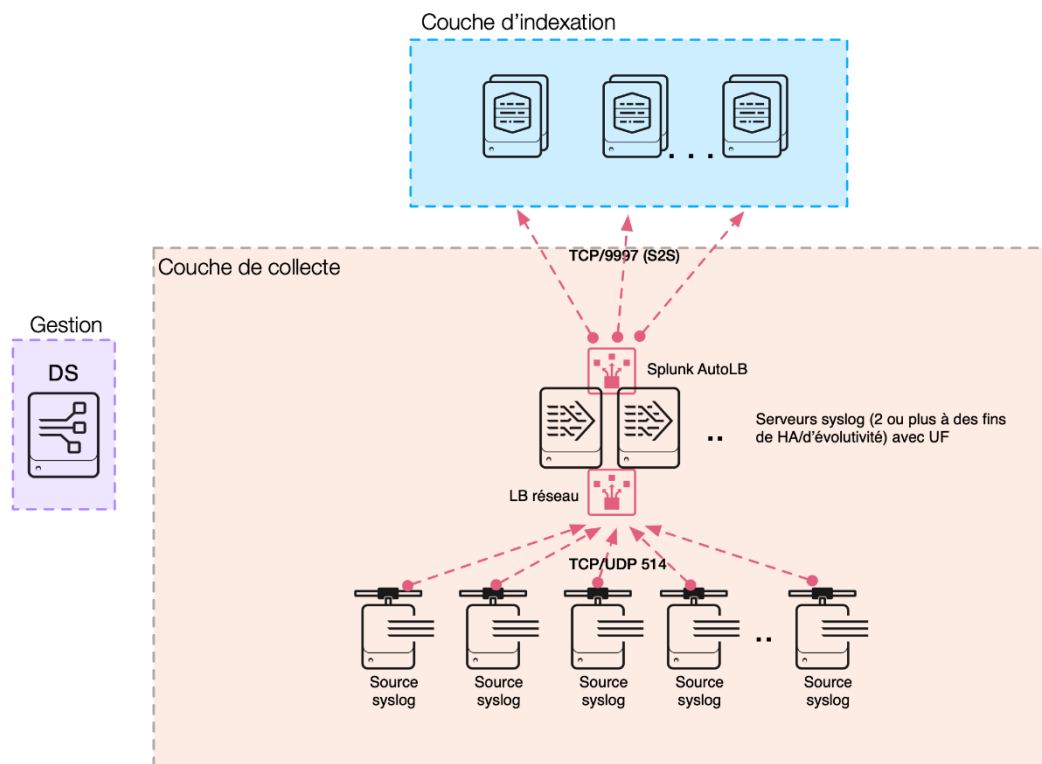 Couche d'indexation
TCP/9997 (S2S)
Couche de collecte
Gestion
DS
Splunk AutoLB
Serveurs syslog (2 ou plus à des fins
de HA/d'évolutivité) avec UF
LB réseau
TCP/UDP 514
Source
syslog
Source
syslog
Source
syslog
Source
syslog
Source
syslog